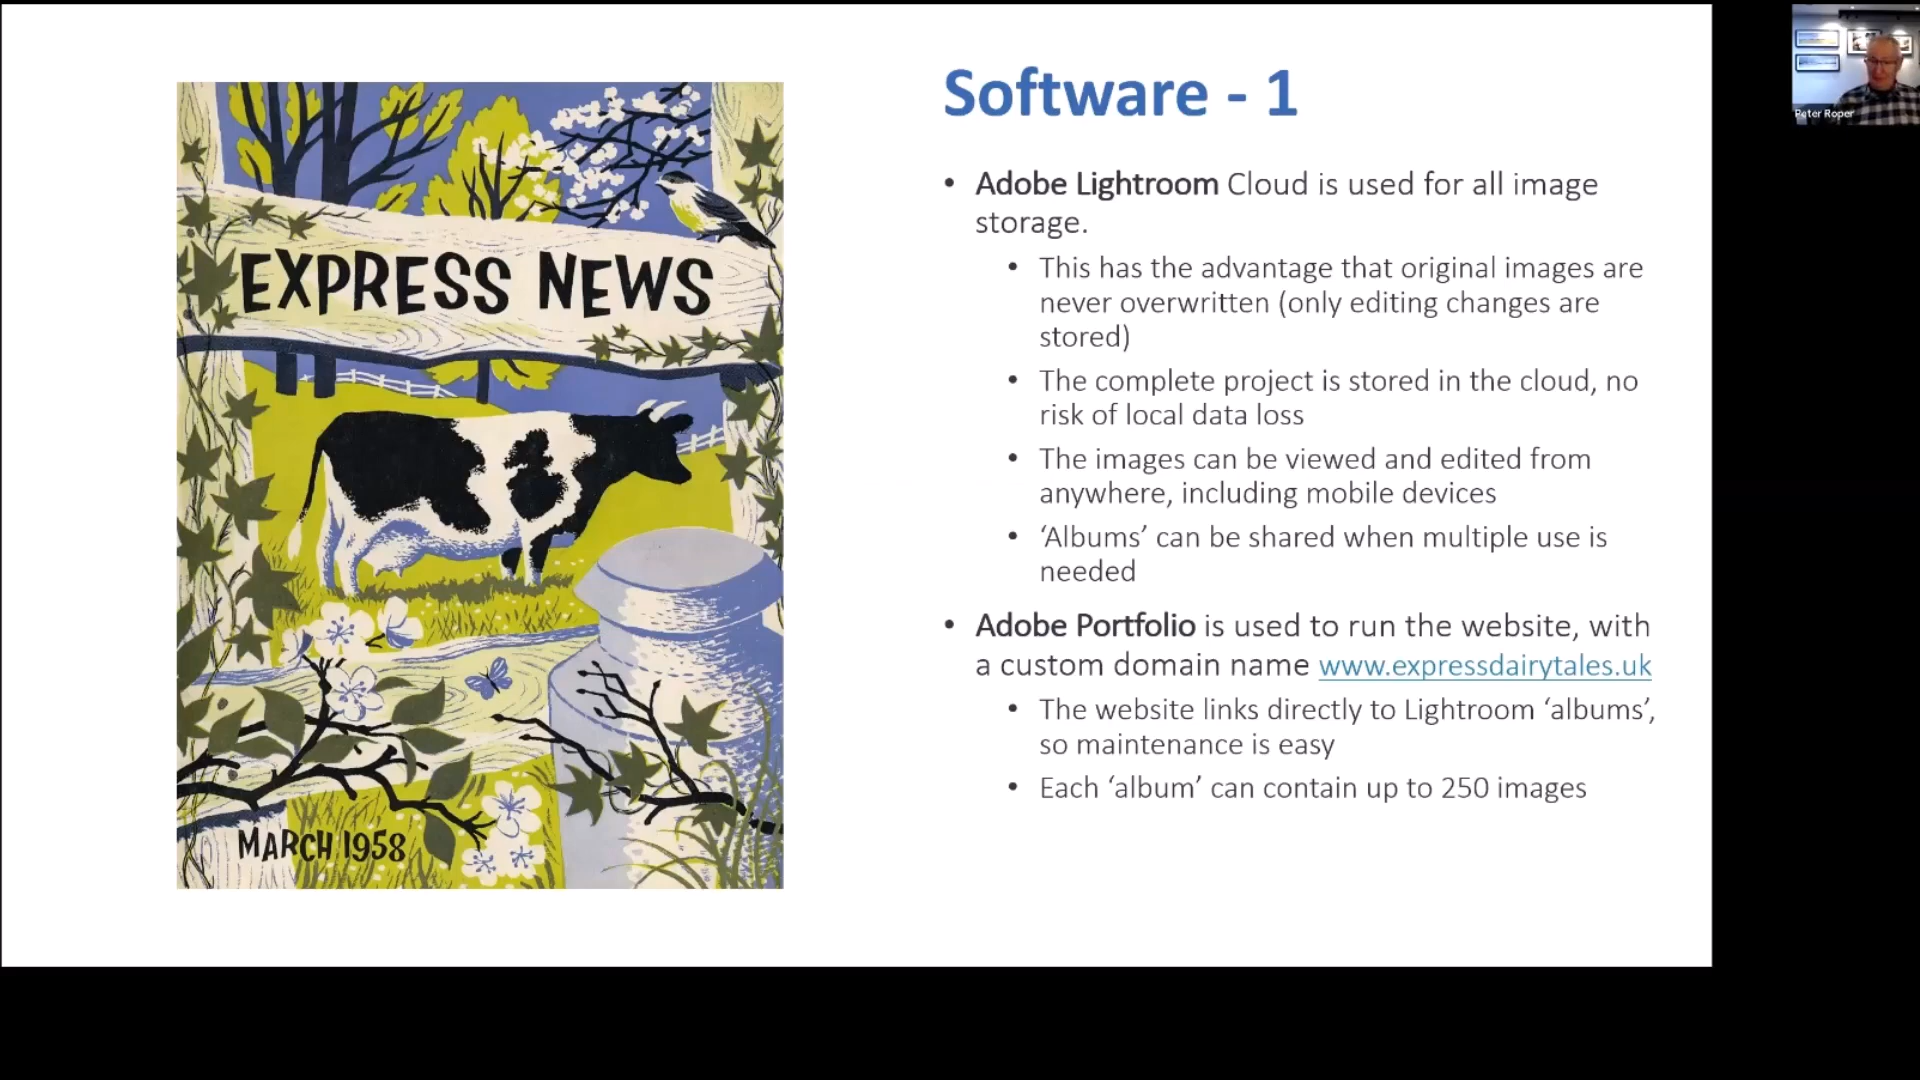 EXPRESS NEWS
MARCH 1958
Software - 1
• Adobe Lightroom Cloud is used for all image
storage.
• This has the advantage that original images are
never overwritten (only editing changes are
stored)
• The complete project is stored in the cloud, no
risk of local data loss
• The images can be viewed and edited from
anywhere, including mobile devices
• ‘Albums’ can be shared when multiple use is
needed
• Adobe Portfolio is used to run the website, with
a custom domain name www.expressdairytales.uk
• The website links directly to Lightroom ‘albums’,
so maintenance is easy
• Each ‘album’ can contain up to 250 images
Peter Roper